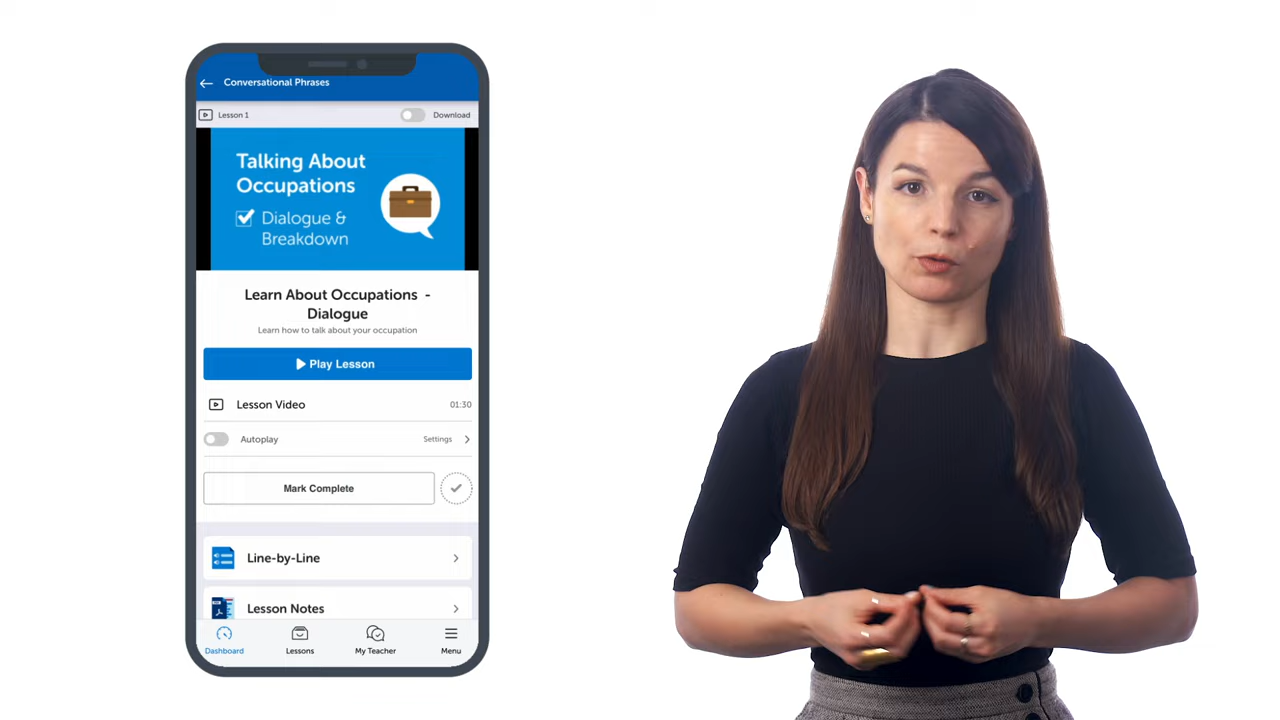 Conversational Phrases
Lesson 1
Download
Talking About
Occupations
Dialogue &
Breakdown
Learn About Occupations -
Dialogue
Learn how to talk about your occupation
Play Lesson
Lesson Video
01:30
Autoplay
Settings
Mark Complete
Line-by-Line
Lesson Notes
Dashboard
Lessons
My Teacher
Menu